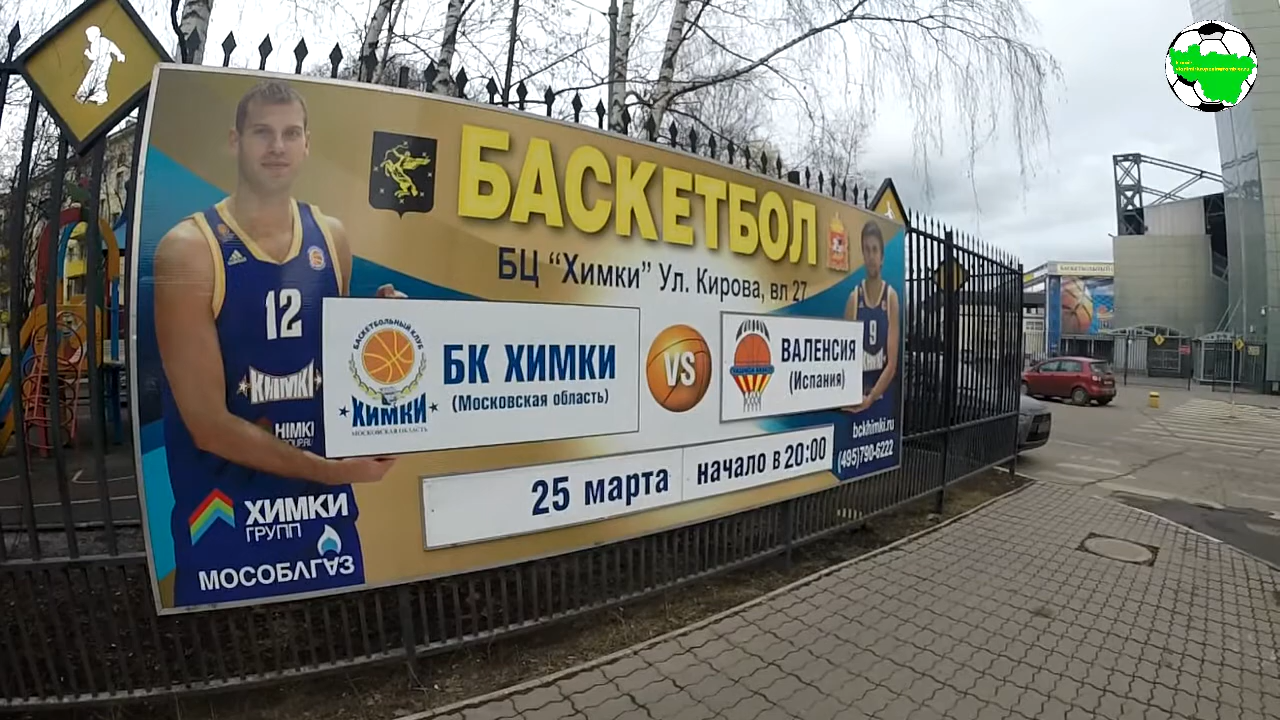 БАСКЕТБОЛ
БЦ “Химки” Ул. Кирова, вл 27
12
9
ХИМКИ
БАСКЕТБОЛЬНЫЙ КЛУБ
ХИМКИ
МОСКОВСКАЯ ОБЛАСТЬ
БК ХИМКИ
(Московская область)
VS
ВАЛЕНСИЯ
(Испания)
25 марта
начало в 20:00
bckhimki.ru
(495)790-6222
ХИМКИ
ГРУПП
МОСОБЛГАЗ